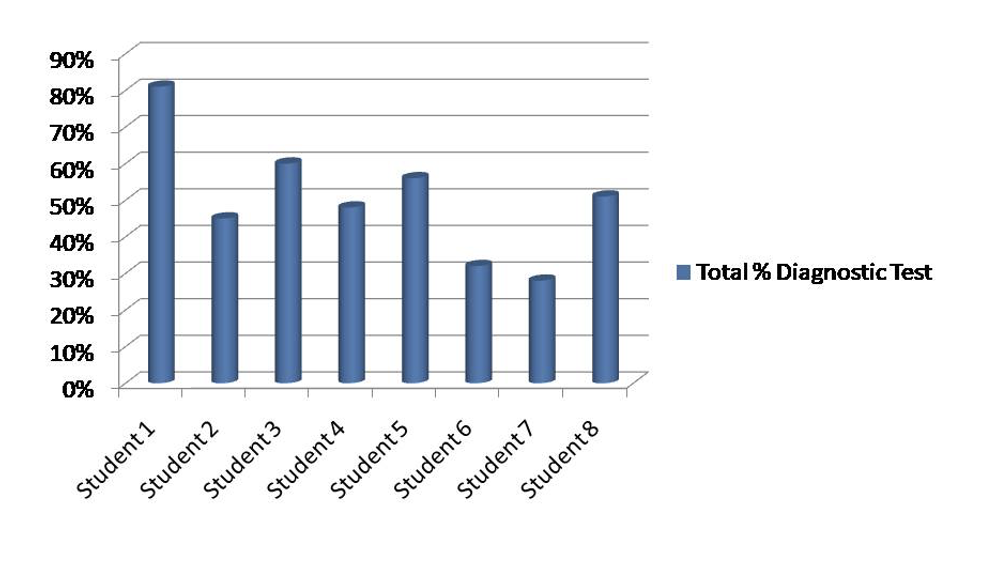 90%
80%
70%
60%
50%
40%
30%
20%
10%
0%
Student 1
Student 2
Student 3
Student 4
Student 5
Student 6
Student 7
Student 8
Total % Diagnostic Test